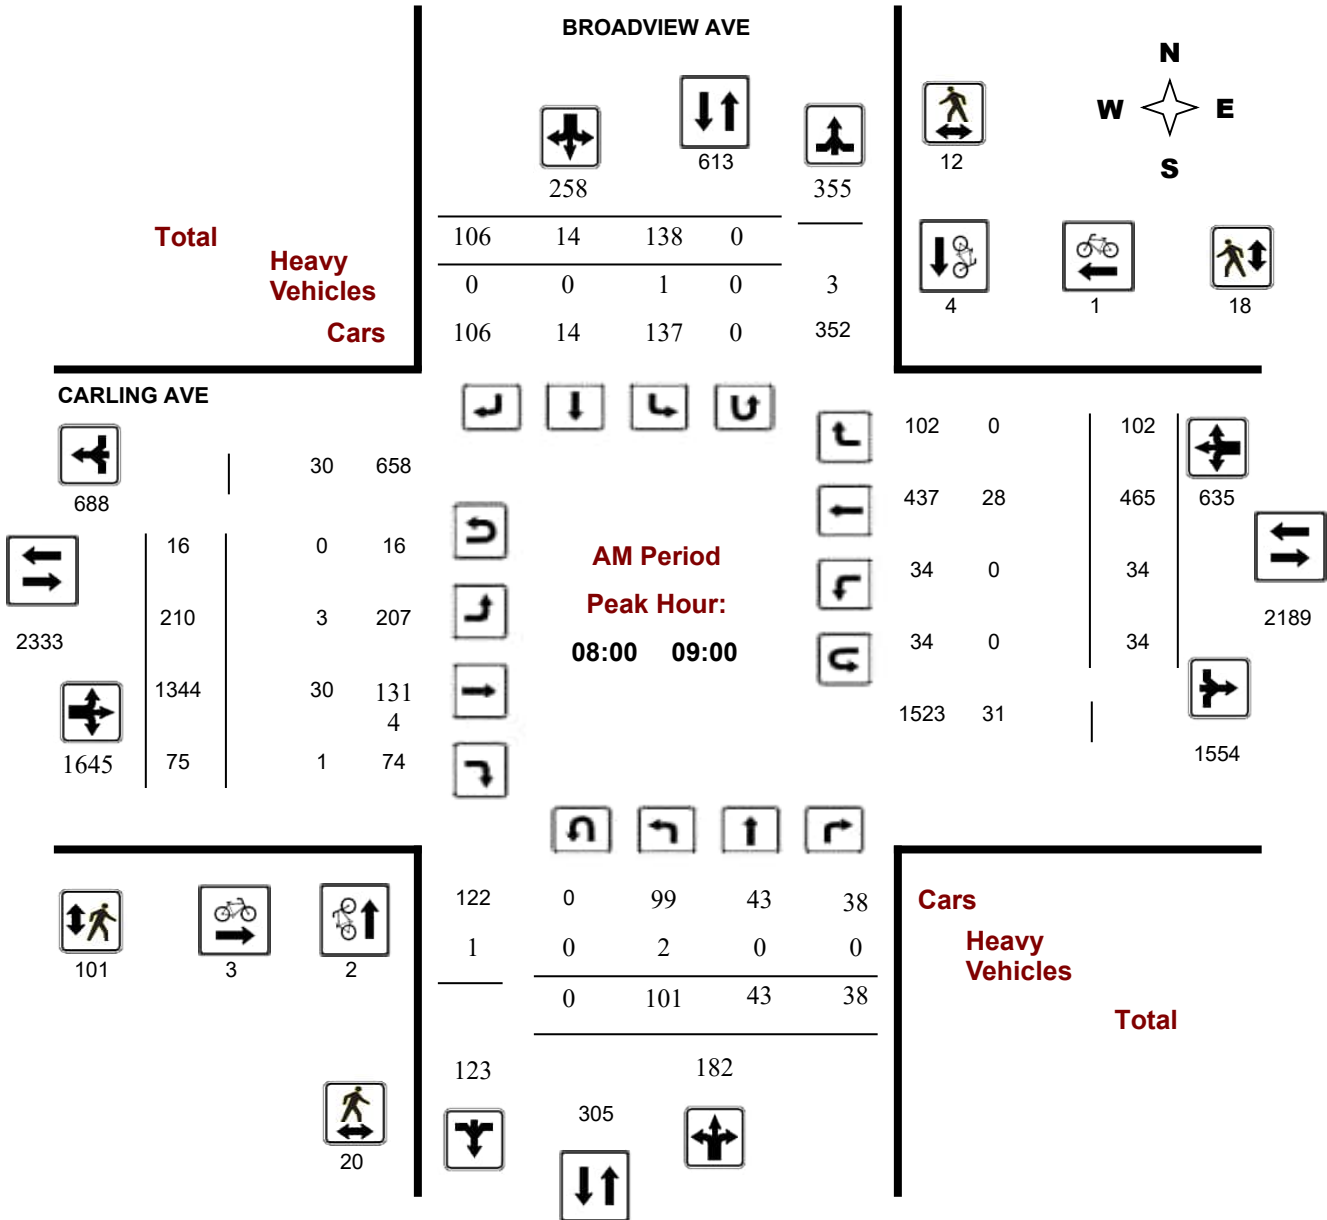 BROADVIEW AVE
N
W E
S
613
12
258 355
Total 106 14 138 0
Heavy
Vehicles 0 0 1 0 3
4 1 18
Cars 106 14 137 0 352
CARLING AVE
102 0 102
30 658
688
437 28 465 635
16 0 16
AM Period
34 0 34
210 3 207
Peak Hour:
2189
2333
08:00 09:00
34 0 34
1344 30 131
4
1523 31
1645 75 1 74
1554
122 0 99 43 38 Cars
1 0 2 0 0 Heavy
Vehicles
101 3 2
0 101 43 38
Total
123 182
305
20